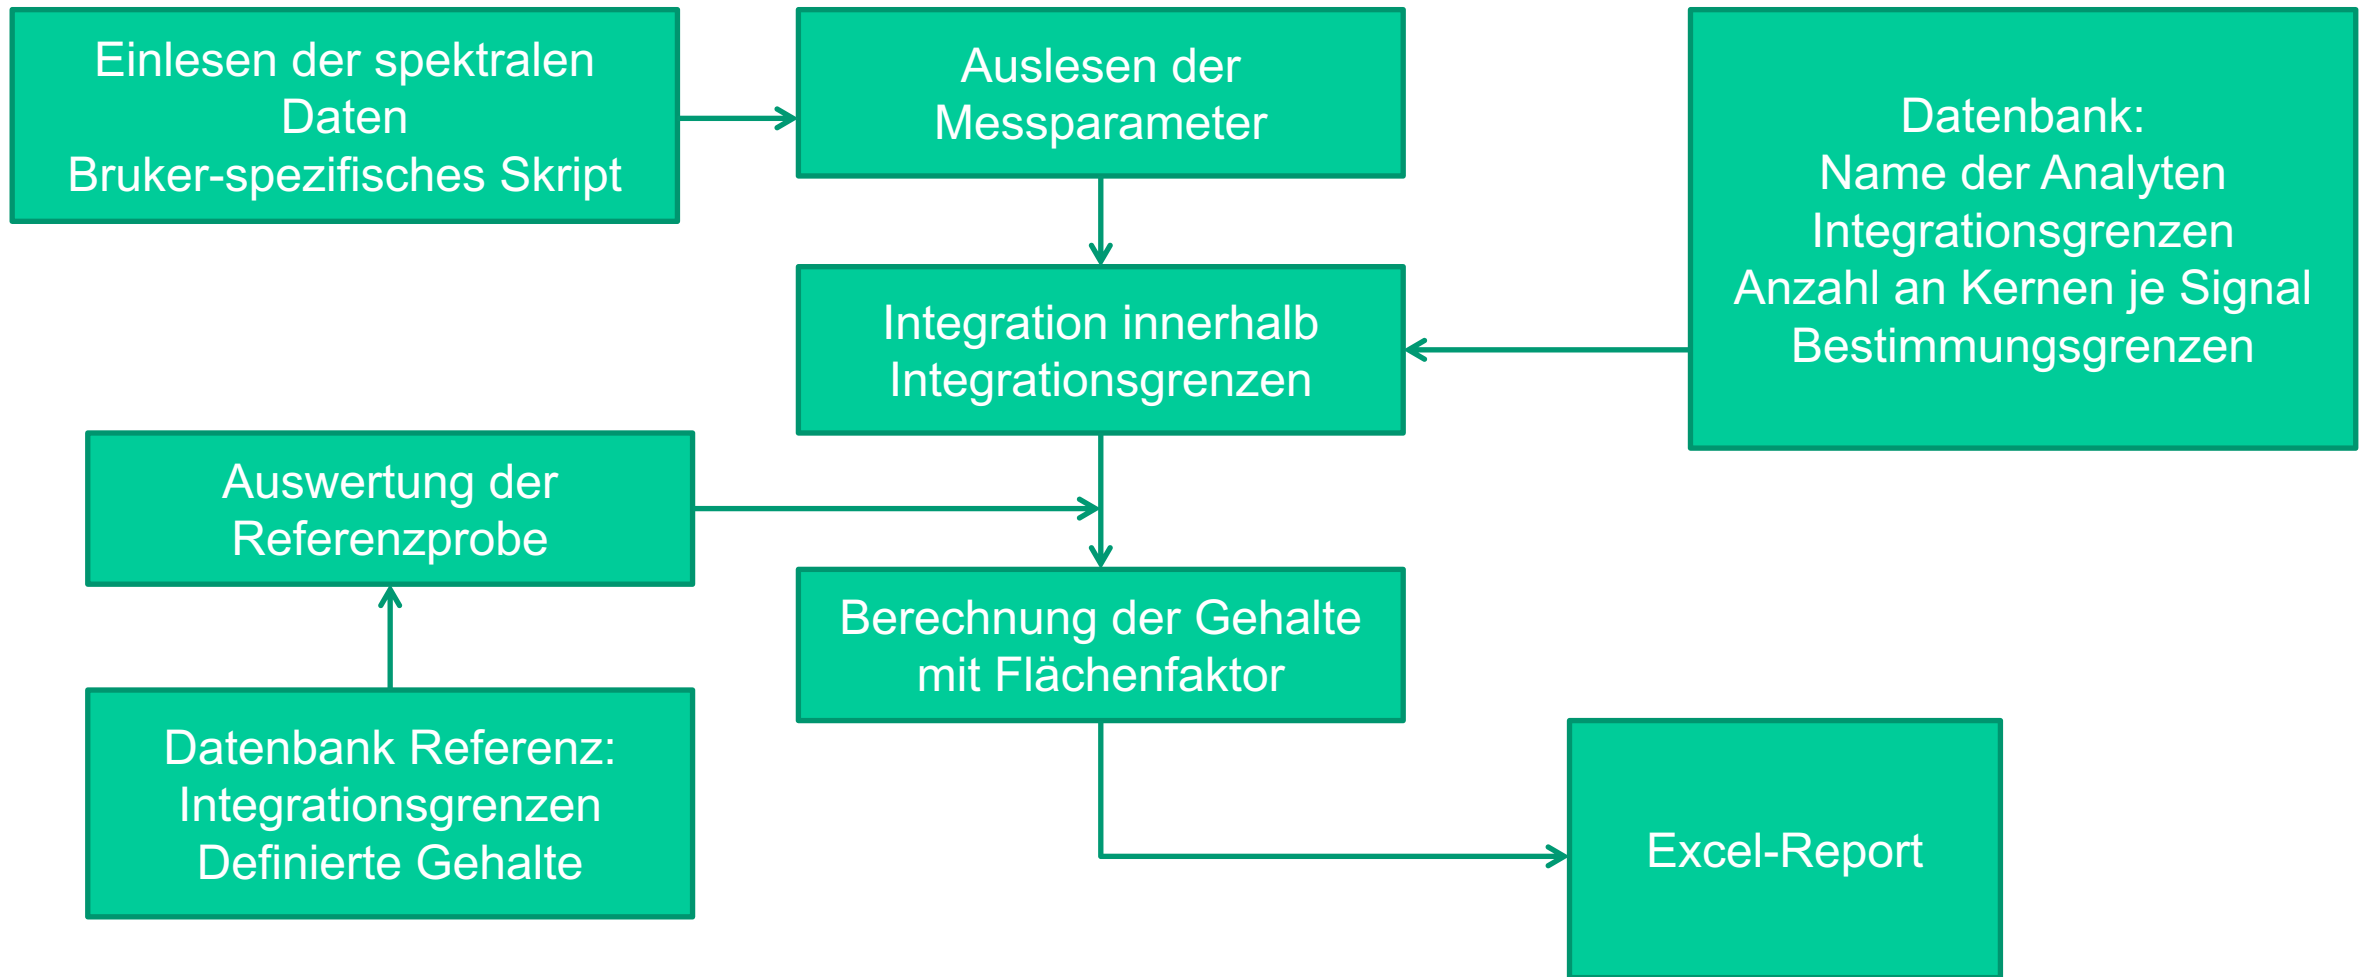 Einlesen der spektralen
Daten
Bruker-spezifisches Skript
Auslesen der
Messparameter
Datenbank:
Name der Analyten
Integrationsgrenzen
Anzahl an Kernen je Signal
Bestimmungsgrenzen
Integration innerhalb
Integrationsgrenzen
Auswertung der
Referenzprobe
Berechnung der Gehalte
mit Flächenfaktor
Datenbank Referenz:
Integrationsgrenzen
Definierte Gehalte
Excel-Report